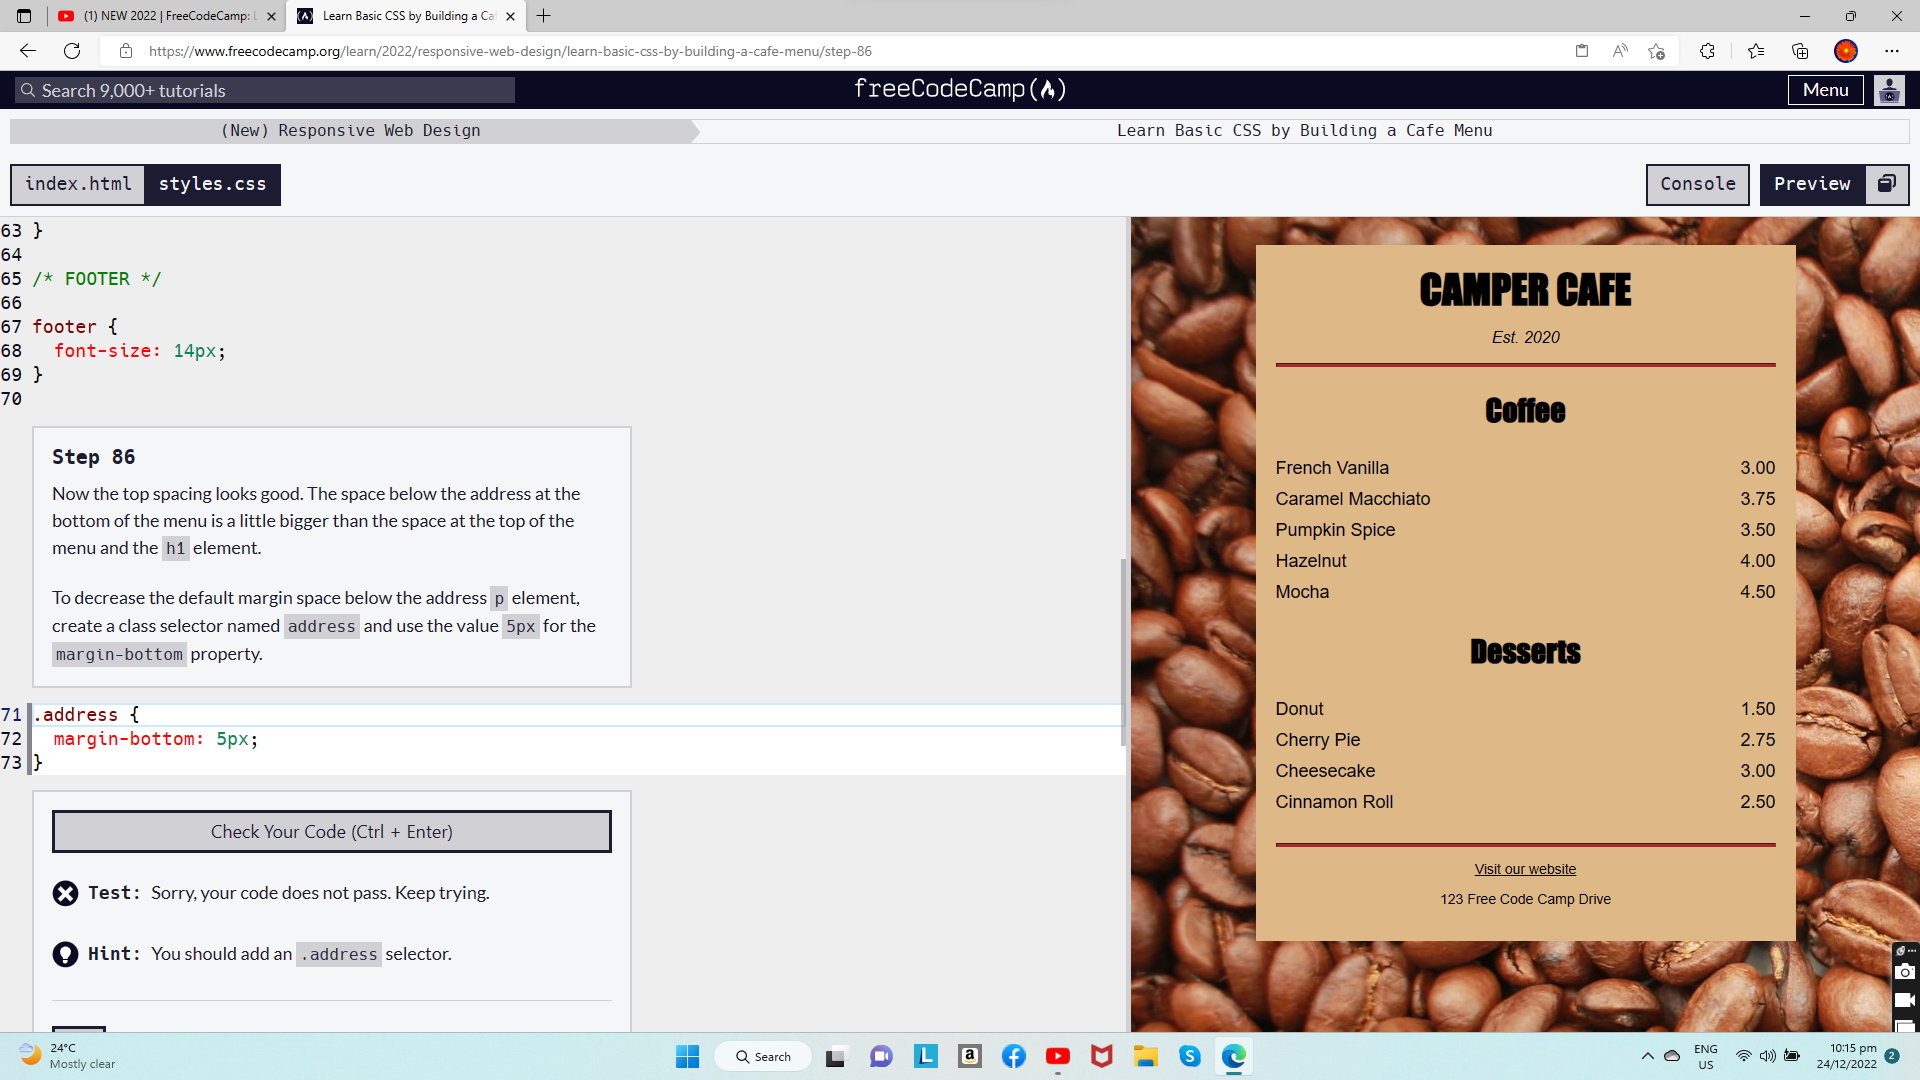 (1) NEW 2022 | FreeCodeCamp: L
Learn Basic CSS by Building a Caf
https://www.freecodecamp.org/learn/2022/responsive-web-design/learn-basic-css-by-building-a-cafe-menu/step-86
Search 9,000+ tutorials
freeCodeCamp
Menu
(New) Responsive Web Design
Learn Basic CSS by Building a Cafe Menu
index.html
styles.css
Console
Preview
63 }
64
65 /* FOOTER */
66
67 footer {
68 font-size: 14px;
69 }
70
Step 86
Now the top spacing looks good. The space below the address at the
bottom of the menu is a little bigger than the space at the top of the
menu and the h1 element.
To decrease the default margin space below the address p element,
create a class selector named address and use the value 5px for the
margin-bottom property.
71 .address {
72 margin-bottom: 5px;
73 }
Check Your Code (Ctrl + Enter)
Test: Sorry, your code does not pass. Keep trying.
Hint: You should add an .address selector.
CAMPER CAFE
Est. 2020
Coffee
French Vanilla 3.00
Caramel Macchiato 3.75
Pumpkin Spice 3.50
Hazelnut 4.00
Mocha 4.50
Desserts
Donut 1.50
Cherry Pie 2.75
Cheesecake 3.00
Cinnamon Roll 2.50
Visit our website
123 Free Code Camp Drive
24°C
Mostly clear
Search
ENG
US
10:15 pm
24/12/2022
2